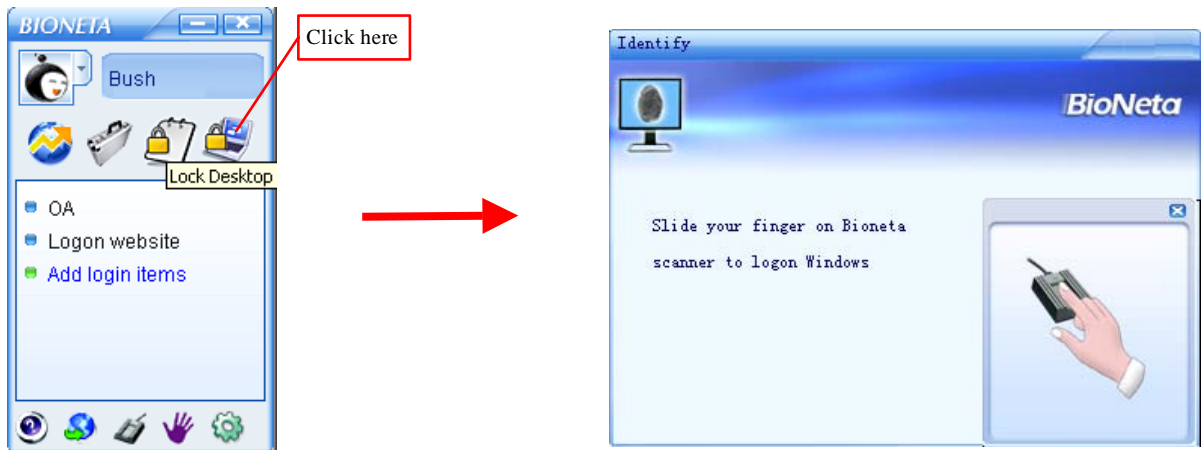 BIONETA
Click here
Bush
Lock Desktop
OA
Logon website
Add login items
Identify
BioNeta
Slide your finger on Bioneta
scanner to logon Windows